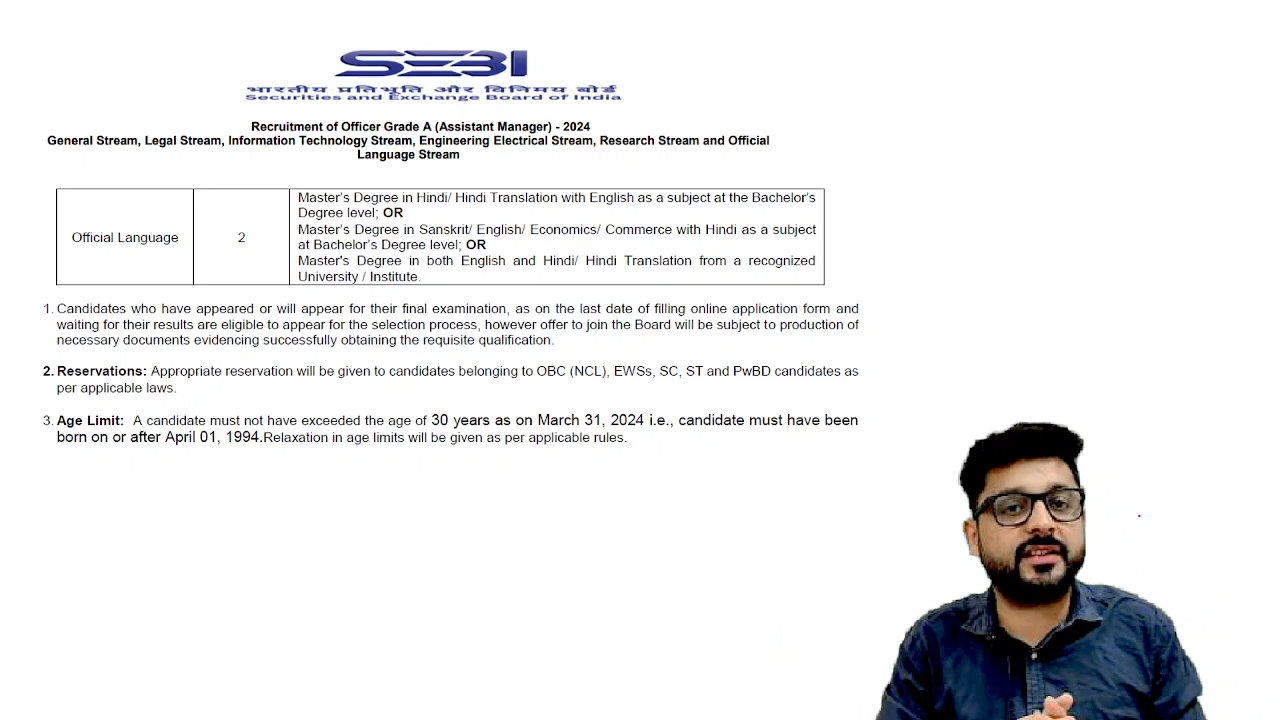 SEBI
भारतीय प्रतिभूति और विनिमय बोर्ड
Securities and Exchange Board of India
Recruitment of Officer Grade A (Assistant Manager) - 2024
General Stream, Legal Stream, Information Technology Stream, Engineering Electrical Stream, Research Stream and Official
Language Stream
Official Language
2
Master's Degree in Hindi/ Hindi Translation with English as a subject at the Bachelor's
Degree level; OR
Master's Degree in Sanskrit/ English/ Economics/ Commerce with Hindi as a subject
at Bachelor's Degree level; OR
Master's Degree in both English and Hindi/ Hindi Translation from a recognized
University / Institute.
1. Candidates who have appeared or will appear for their final examination, as on the last date of filling online application form and
waiting for their results are eligible to appear for the selection process, however offer to join the Board will be subject to production of
necessary documents evidencing successfully obtaining the requisite qualification.
2. Reservations: Appropriate reservation will be given to candidates belonging to OBC (NCL), EWSs, SC, ST and PwBD candidates as
per applicable laws.
3. Age Limit: A candidate must not have exceeded the age of 30 years as on March 31, 2024 i.e., candidate must have been
born on or after April 01, 1994.Relaxation in age limits will be given as per applicable rules.